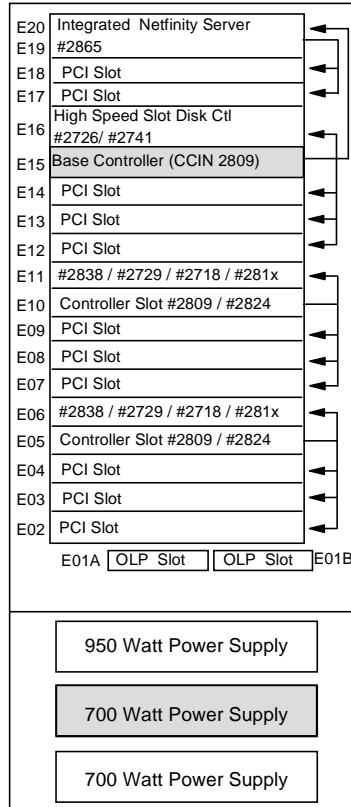 E20 Integrated Netfinity Server
E19 #2865
E18 PCI Slot
E17 PCI Slot
High Speed Slot Disk Ctl
E16 #2726/ #2741
E15 Base Controller (CCIN 2809)
E14 PCI Slot
E13 PCI Slot
E12 PCI Slot
E11 #2838 / #2729 / #2718 / #281x
E10 Controller Slot #2809 / #2824
E09 PCI Slot
E08 PCI Slot
E07 PCI Slot
E06 #2838 / #2729 / #2718 / #281x
E05 Controller Slot #2809 / #2824
E04 PCI Slot
E03 PCI Slot
E02 PCI Slot
E01A OLP Slot OLP Slot E01B
950 Watt Power Supply
700 Watt Power Supply
700 Watt Power Supply